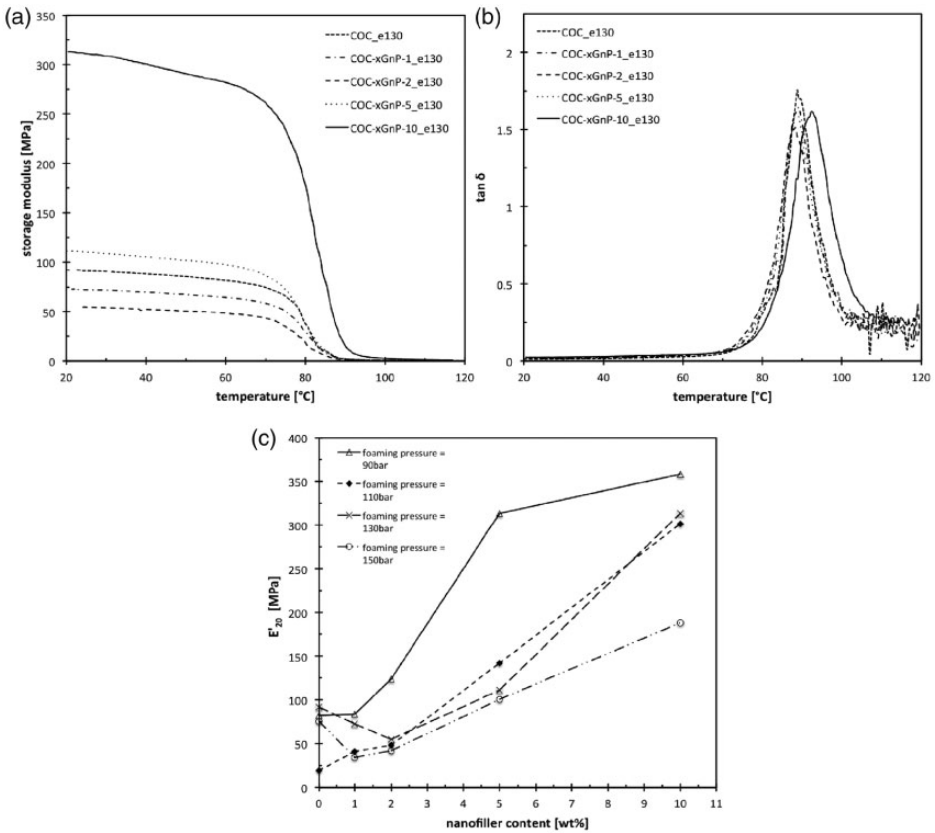 (a)
350
300
250
200
150
100
50
0
storage modulus [MPa]
20 40 60 80 100 120
temperature [°C]
COC_e130
COC-xGnP-1_e130
COC-xGnP-2_e130
COC-xGnP-5_e130
COC-xGnP-10_e130
(b)
2
1.5
1
0.5
0
tan δ
20 40 60 80 100 120
temperature [°C]
COC_e130
COC-xGnP-1_e130
COC-xGnP-2_e130
COC-xGnP-5_e130
COC-xGnP-10_e130
(c)
400
350
300
250
200
150
100
50
0
E'20 [MPa]
foaming pressure =
90bar
foaming pressure =
110bar
foaming pressure =
130bar
foaming pressure =
150bar
0 1 2 3 4 5 6 7 8 9 10 11
nanofiller content [wt%]